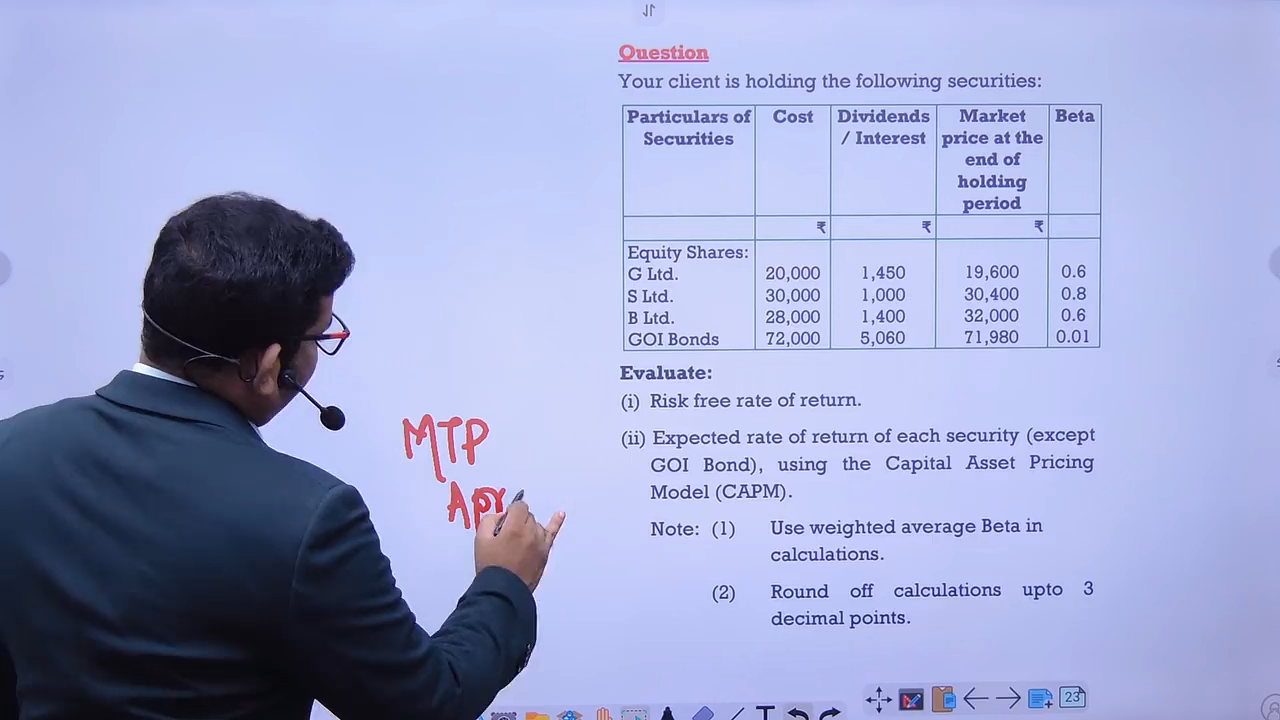 Question
Your client is holding the following securities:
Particulars of Securities Cost Dividends / Interest Market price at the end of holding period Beta
₹ ₹ ₹
Equity Shares:
G Ltd. 20,000 1,450 19,600 0.6
S Ltd. 30,000 1,000 30,400 0.8
B Ltd. 28,000 1,400 32,000 0.6
GOI Bonds 72,000 5,060 71,980 0.01
Evaluate:
(i) Risk free rate of return.
(ii) Expected rate of return of each security (except
GOI Bond), using the Capital Asset Pricing
Model (CAPM).
Note: (1) Use weighted average Beta in
calculations.
(2) Round off calculations upto 3
decimal points.
MTP
Apr
23